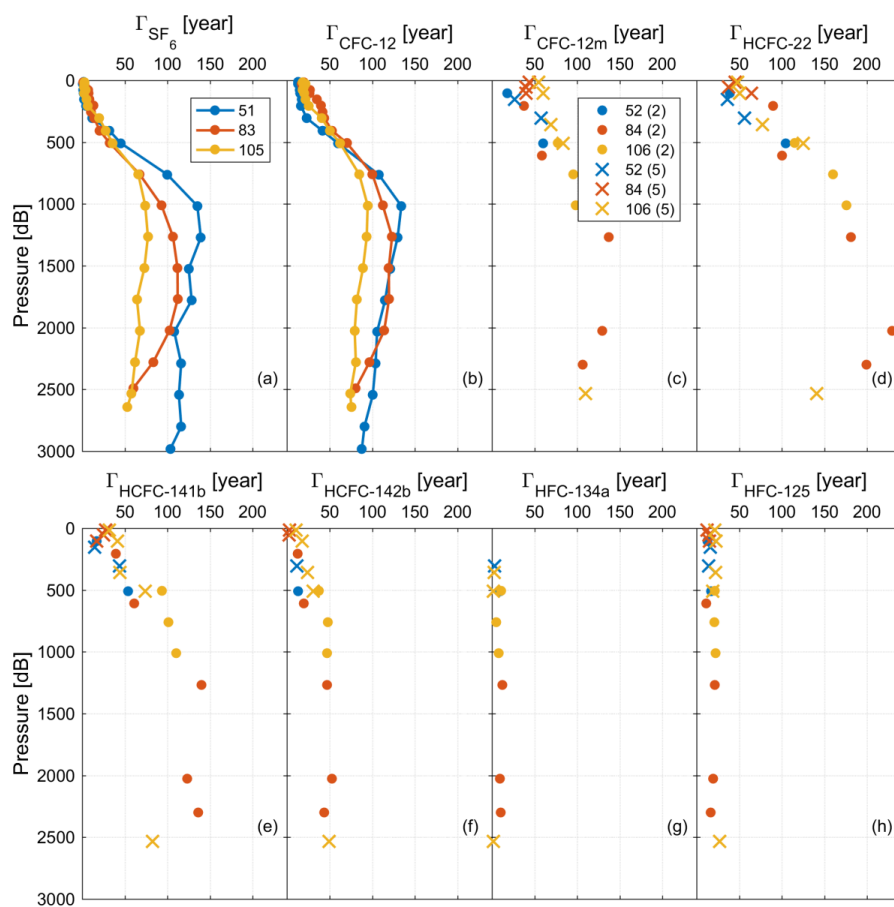 Γ_SF6 [year] Γ_CFC-12 [year] Γ_CFC-12m [year] Γ_HCFC-22 [year]
50 100 150 200 50 100 150 200 50 100 150 200 50 100 150 200
0
500
1000
1500
2000
2500
3000
Pressure [dB]
51
83
105
52 (2)
84 (2)
106 (2)
52 (5)
84 (5)
106 (5)
(a) (b) (c) (d)
Γ_HCFC-141b [year] Γ_HCFC-142b [year] Γ_HFC-134a [year] Γ_HFC-125 [year]
50 100 150 200 50 100 150 200 50 100 150 200 50 100 150 200
0
500
1000
1500
2000
2500
3000
Pressure [dB]
(e) (f) (g) (h)